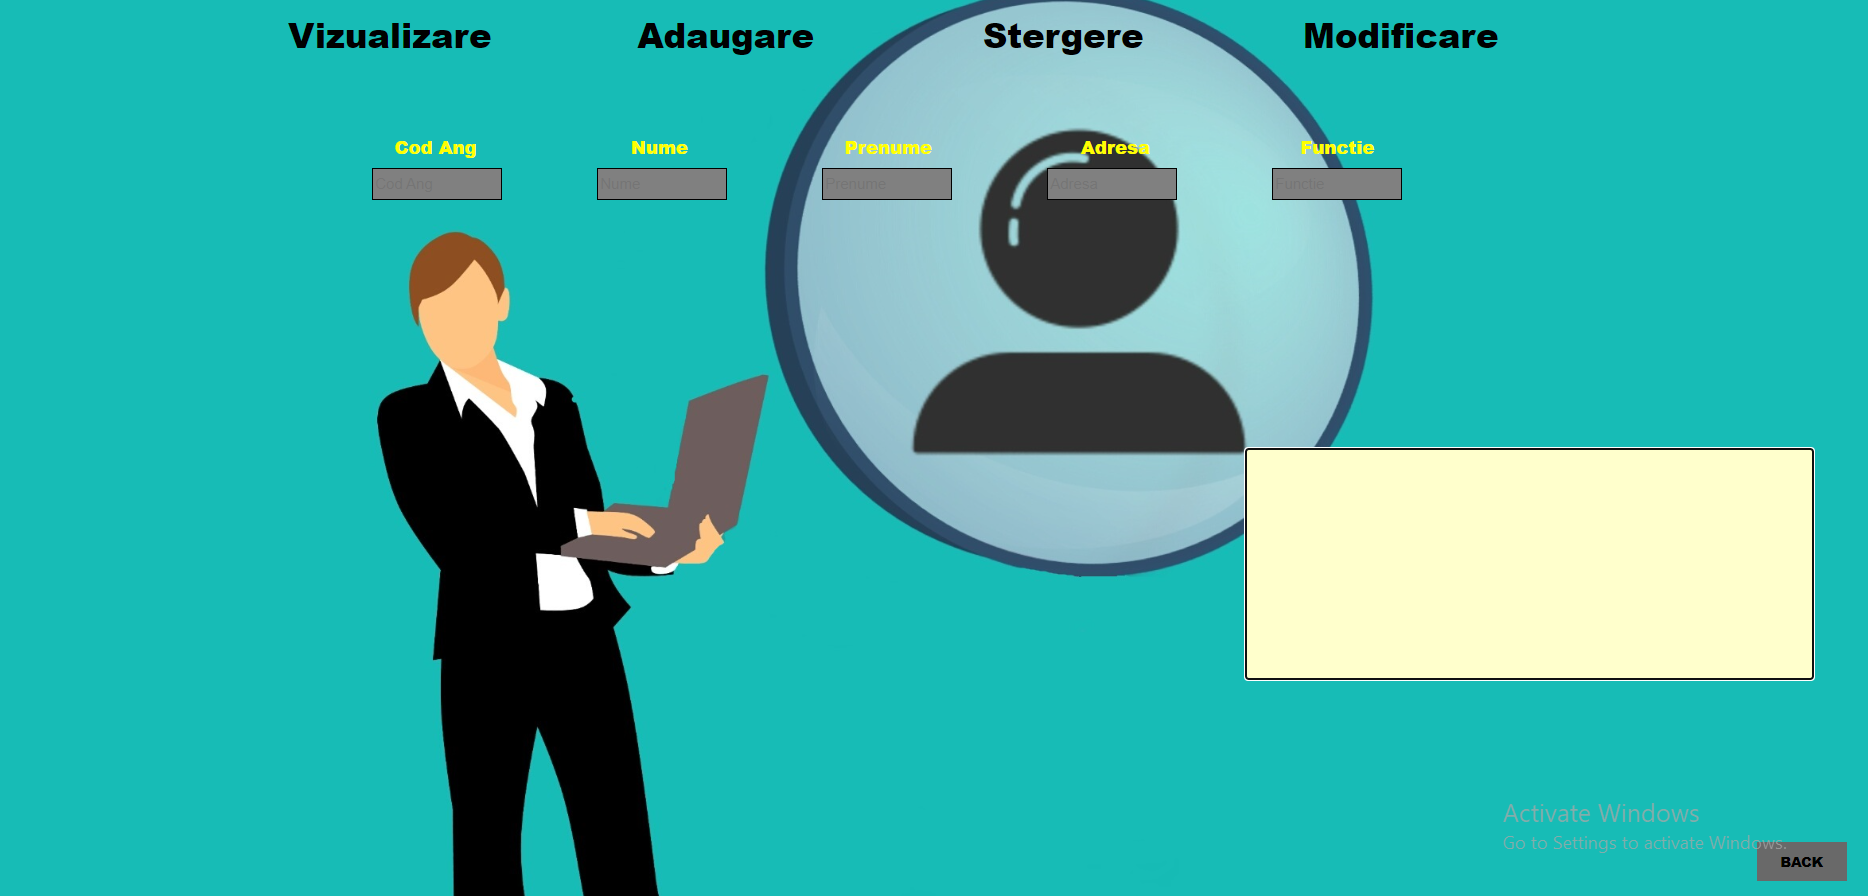 Vizualizare Adaugare Stergere Modificare
Cod Ang Nume Prenume Adresa Functie
Cod Ang Nume Prenume Adresa Functie
Activate Windows
Go to Settings to activate Windows.
BACK